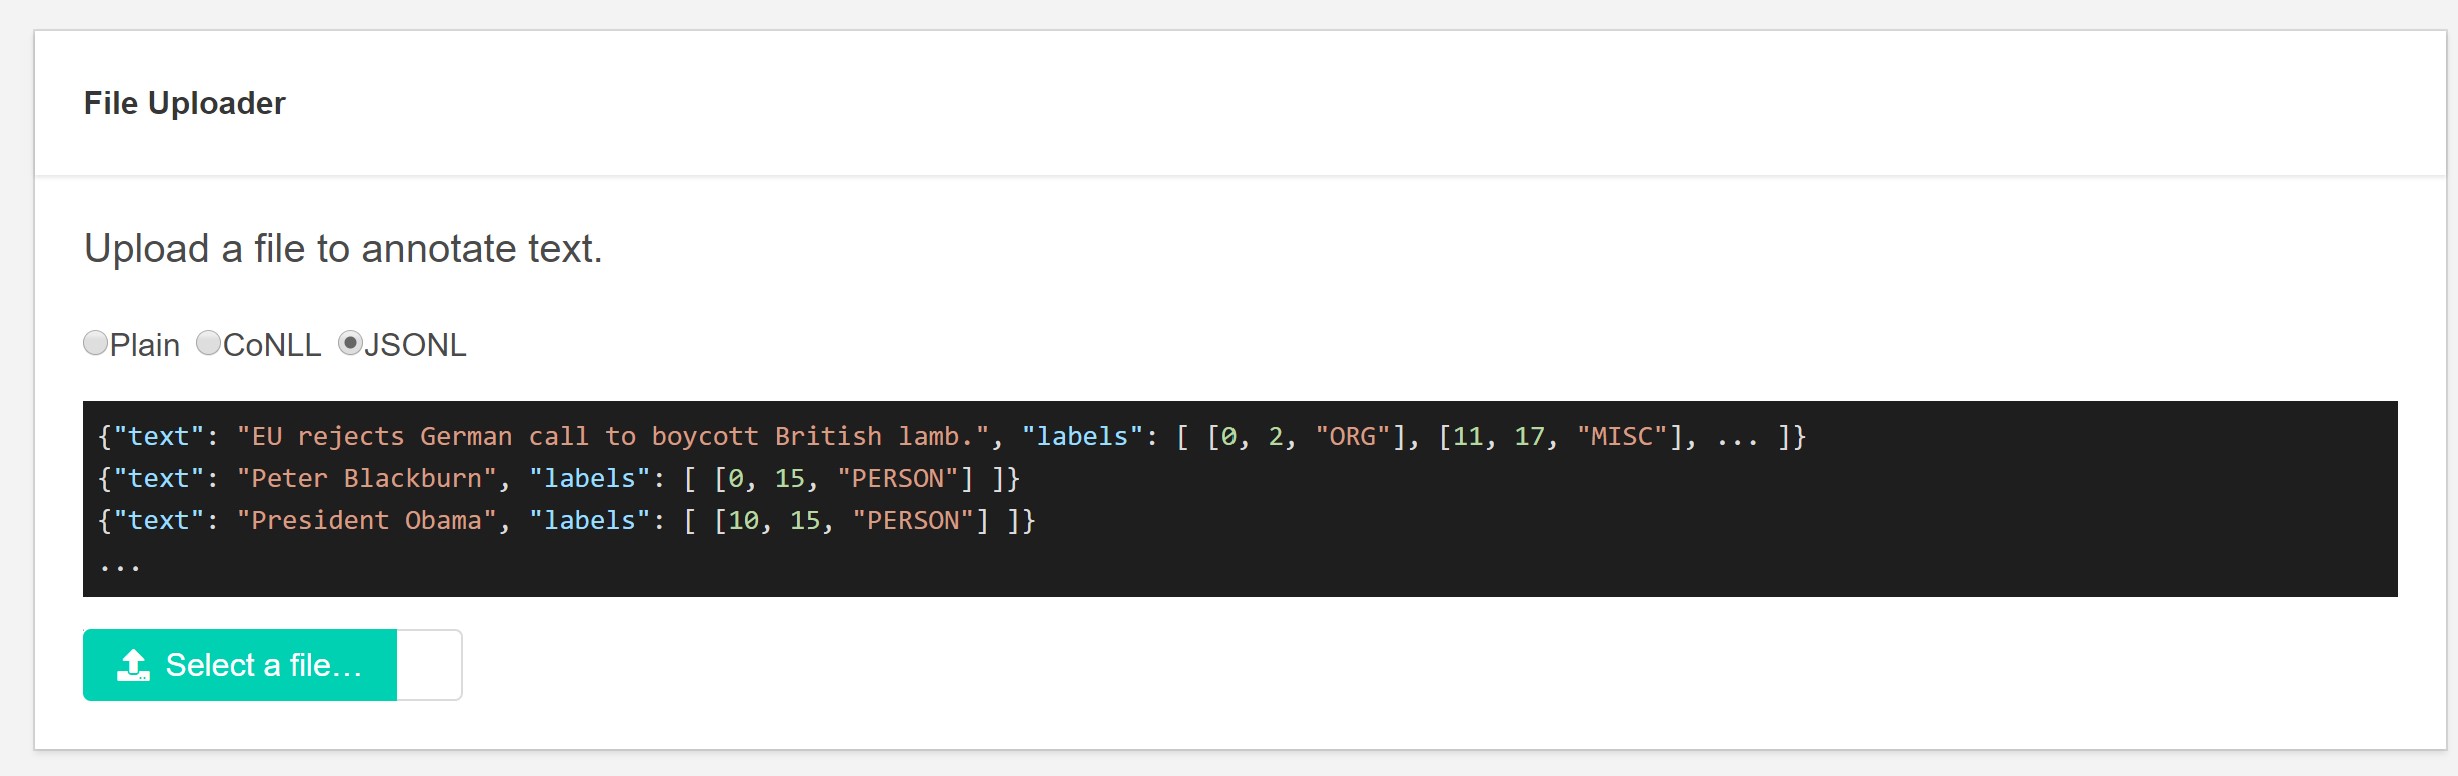 File Uploader
Upload a file to annotate text.
Plain CoNLL JSONL
{"text": "EU rejects German call to boycott British lamb.", "labels": [ [0, 2, "ORG"], [11, 17, "MISC"], ... ]}
{"text": "Peter Blackburn", "labels": [ [0, 15, "PERSON"] ]}
{"text": "President Obama", "labels": [ [10, 15, "PERSON"] ]}
...
Select a file…